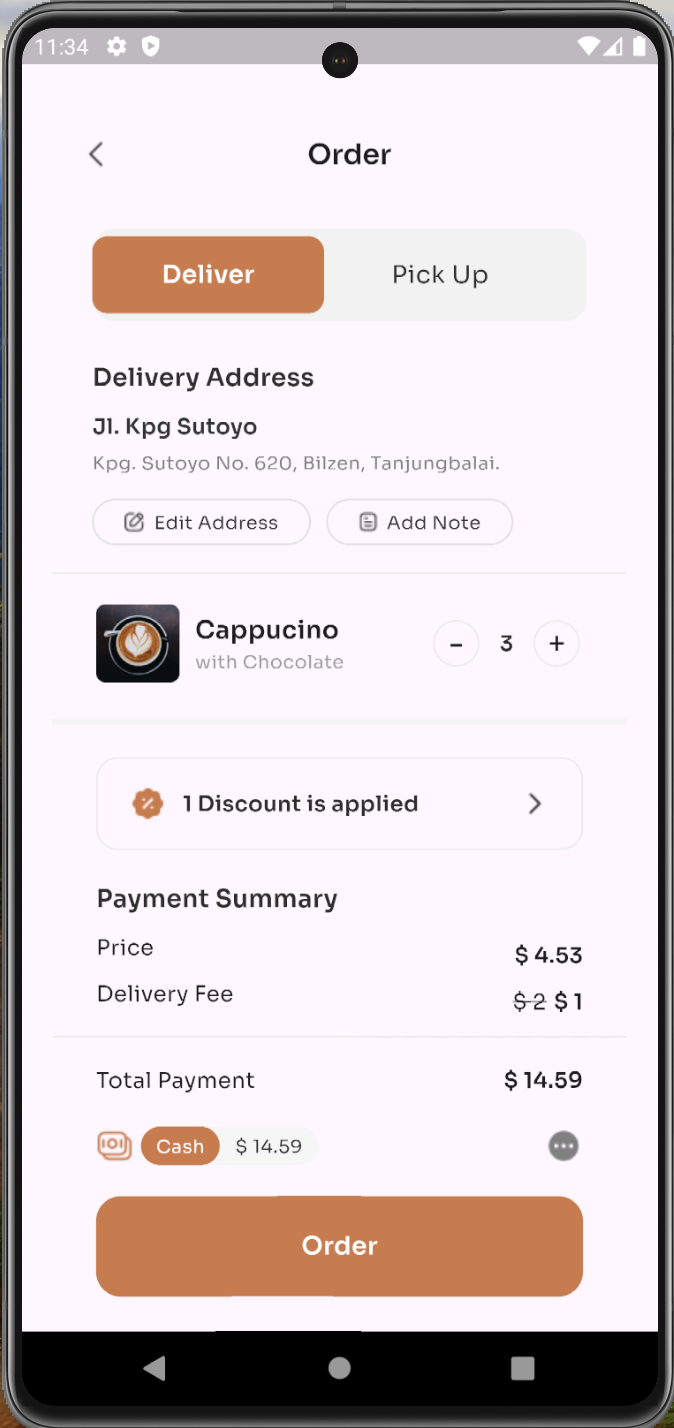 11:34
Order
Deliver Pick Up
Delivery Address
Jl. Kpg Sutoyo
Kpg. Sutoyo No. 620, Bilzen, Tanjungbalai.
Edit Address Add Note
Cappucino
with Chocolate
- 3 +
1 Discount is applied
Payment Summary
Price $ 4.53
Delivery Fee $ 2 $ 1
Total Payment $ 14.59
Cash $ 14.59
Order